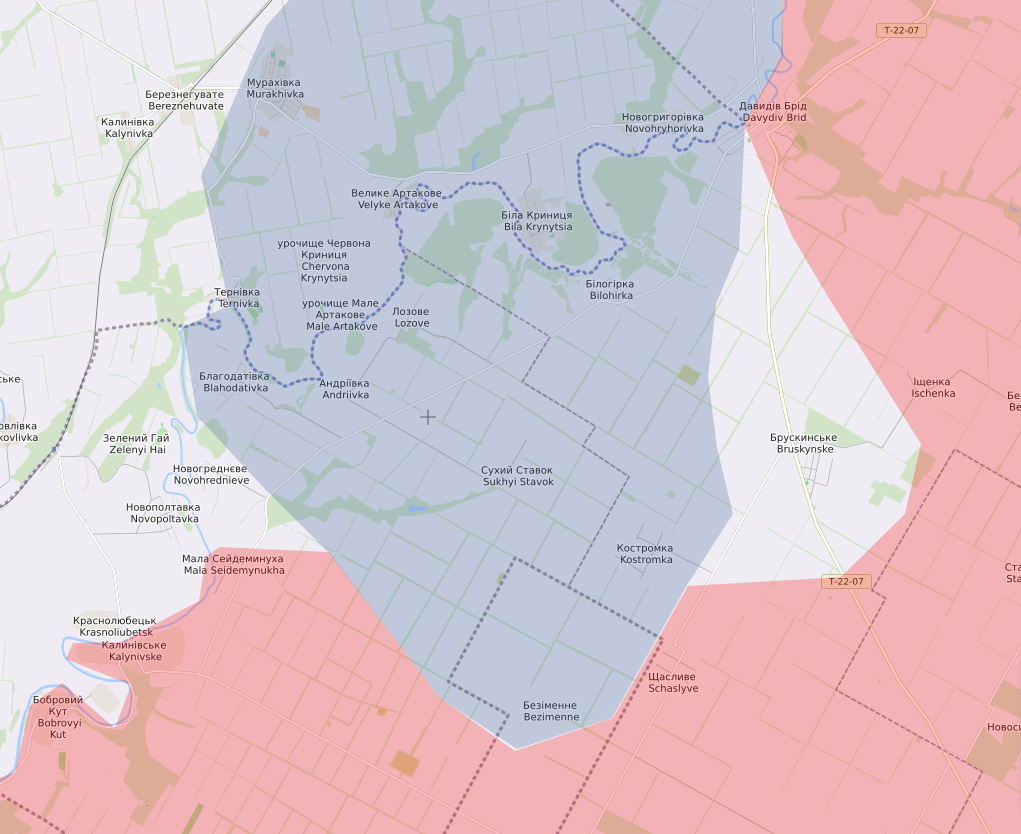 Т-22-07
Мурахівка
Murakhivka
Березнегувате
Bereznehuvate
Калинівка
Kalynivka
Давидів Брід
Davydiv Brid
Новогригорівка
Novohryhorivka
Велике Артакове
Velyke Artakove
Біла Криниця
Bila Krynytsia
урочище Червона
Криниця
Chervona
Krynytsia
Білогірка
Bilohirka
Тернівка
Ternivka
урочище Мале
Артакове
Male Artakove
Лозове
Lozove
Благодатівка
Blahodativka
Андріївка
Andriivka
ське
Іщенка
Ischenka
Бе
Ве
овлівка
kovlivka
Зелений Гай
Zelenyi Hai
Брускинське
Bruskynske
Новогреднєве
Novohrednieve
Сухий Ставок
Sukhyi Stavok
Новополтавка
Novopoltavka
Костромка
Kostromka
Мала Сейдеминуха
Mala Seidemynukha
Т-22-07
Ста
Sta
Краснолюбецьк
Krasnoliubetsk
Калинівське
Kalynivske
Щасливе
Schaslyve
Бобровий
Кут
Bobrovyi
Kut
Безіменне
Bezimenne
Новоси